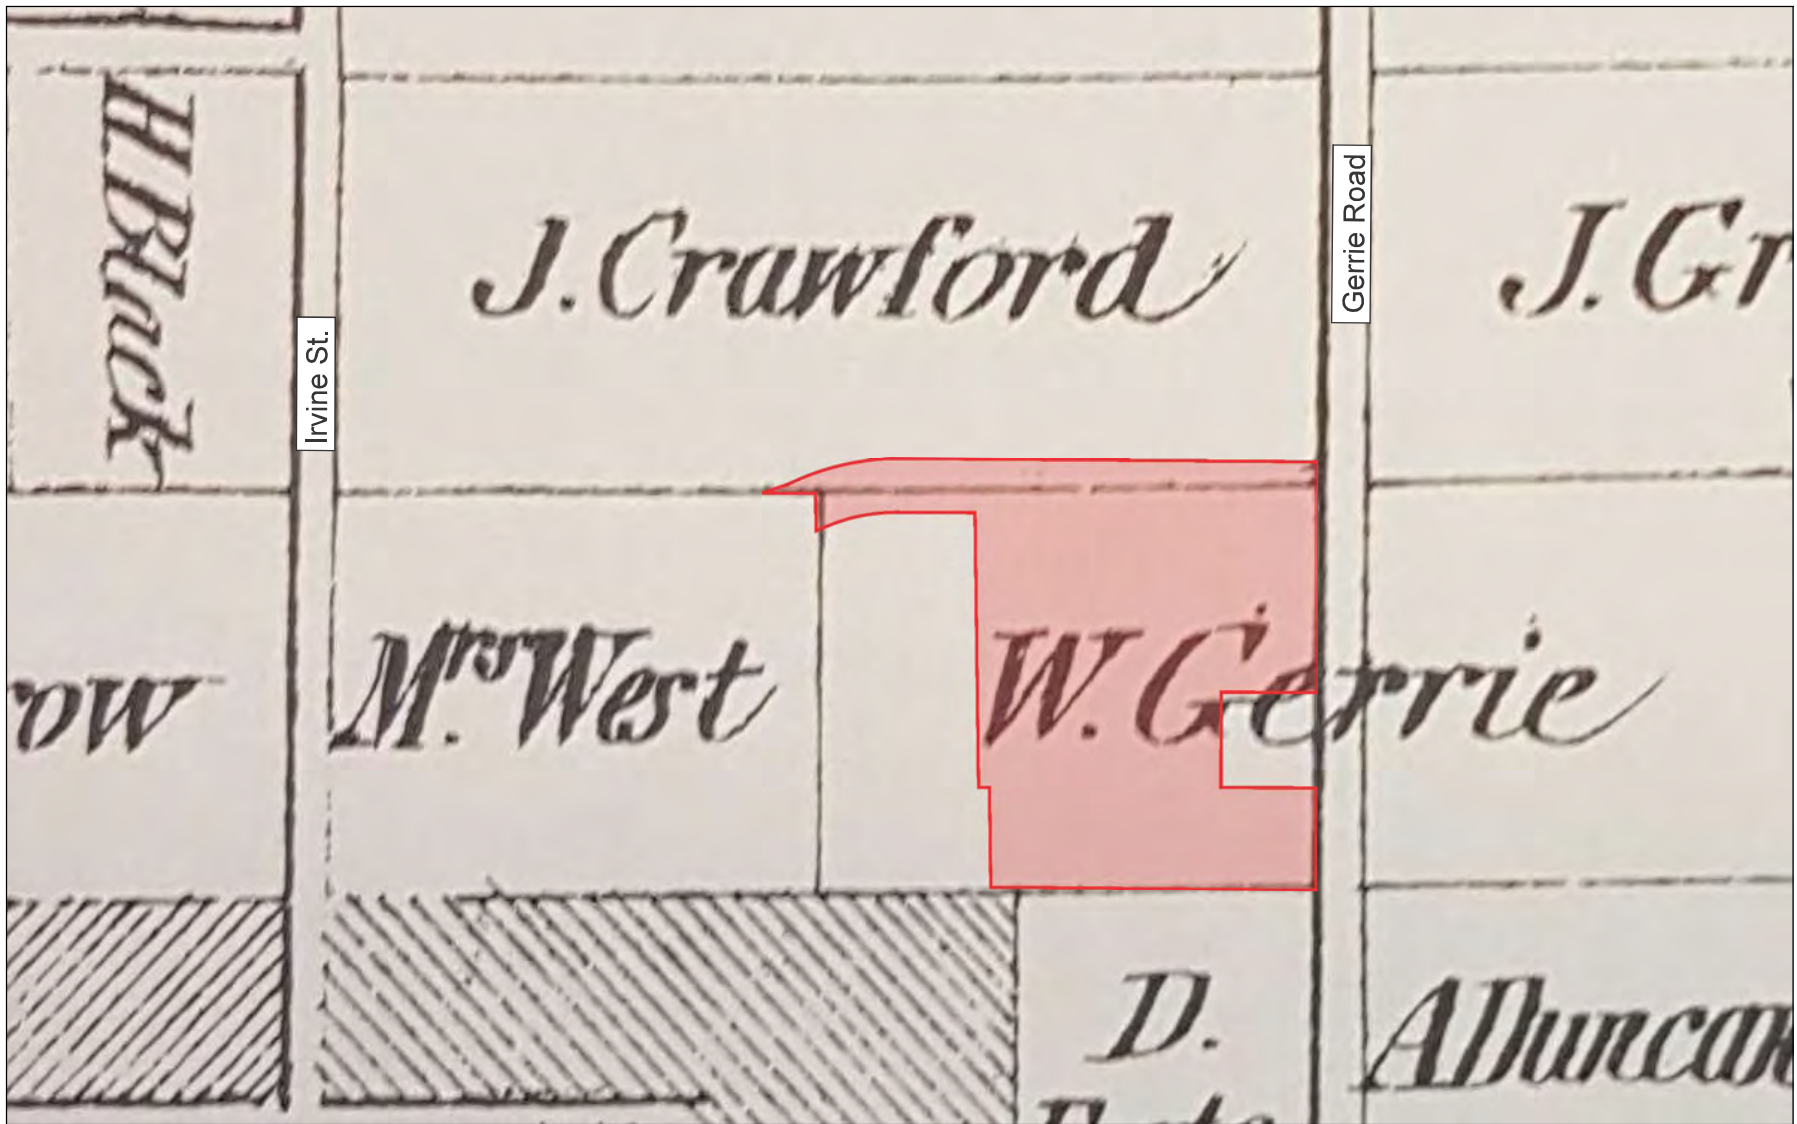 H Black
Irvine St.
J. Crawford
Gerrie Road
J. Gr
ow
Mrs. West
W. Gerrie
D.
A Duncan